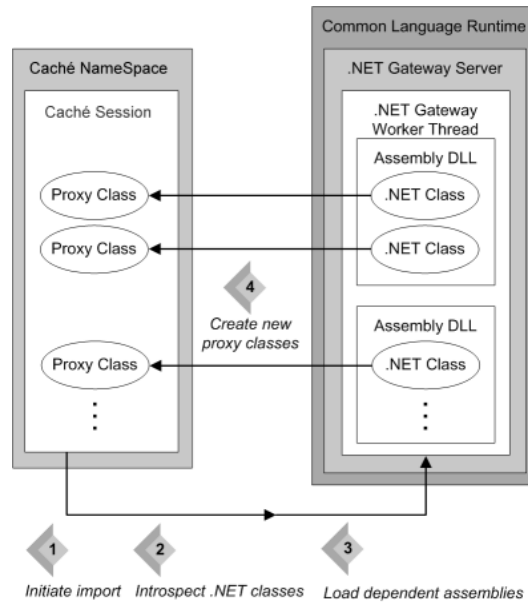 Common Language Runtime
Caché NameSpace
.NET Gateway Server
Caché Session
.NET Gateway
Worker Thread
Assembly DLL
Proxy Class
.NET Class
Proxy Class
.NET Class
4
Create new
proxy classes
Assembly DLL
Proxy Class
.NET Class
1
2
3
Initiate import
Introspect .NET classes
Load dependent assemblies